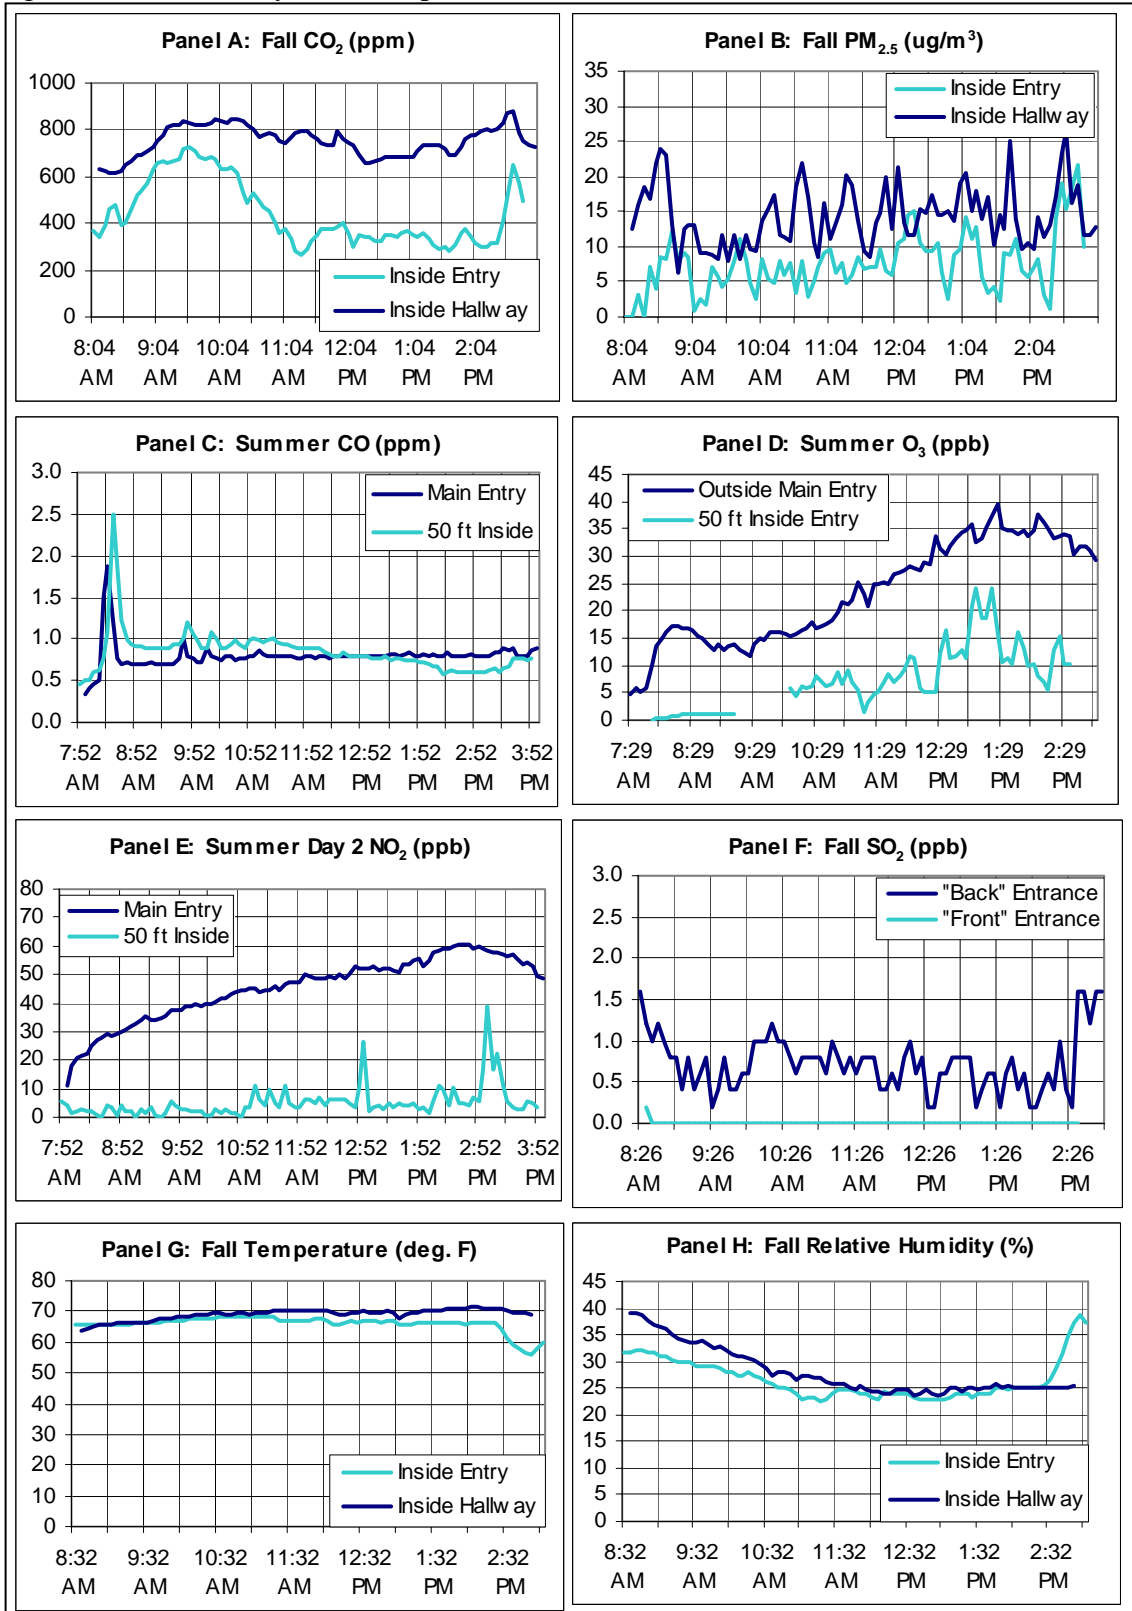 Panel A: Fall CO2 (ppm)
1000
800
600
400
200
0
Inside Entry
Inside Hallway
8:04 9:04 10:04 11:04 12:04 1:04 2:04
AM AM AM AM PM PM PM
Panel B: Fall PM2.5 (ug/m3)
35
30
25
20
15
10
5
0
Inside Entry
Inside Hallway
8:04 9:04 10:04 11:04 12:04 1:04 2:04
AM AM AM AM PM PM PM
Panel C: Summer CO (ppm)
3.0
2.5
2.0
1.5
1.0
0.5
0.0
Main Entry
50 ft Inside
7:52 8:52 9:52 10:52 11:52 12:52 1:52 2:52 3:52
AM AM AM AM AM PM PM PM PM
Panel D: Summer O3 (ppb)
45
40
35
30
25
20
15
10
5
0
Outside Main Entry
50 ft Inside Entry
7:29 8:29 9:29 10:29 11:29 12:29 1:29 2:29
AM AM AM AM AM PM PM PM
Panel E: Summer Day 2 NO2 (ppb)
80
70
60
50
40
30
20
10
0
Main Entry
50 ft Inside
7:52 8:52 9:52 10:52 11:52 12:52 1:52 2:52 3:52
AM AM AM AM AM PM PM PM PM
Panel F: Fall SO2 (ppb)
3.0
2.5
2.0
1.5
1.0
0.5
0.0
"Back" Entrance
"Front" Entrance
8:26 9:26 10:26 11:26 12:26 1:26 2:26
AM AM AM AM PM PM PM
Panel G: Fall Temperature (deg. F)
80
70
60
50
40
30
20
10
0
Inside Entry
Inside Hallway
8:32 9:32 10:32 11:32 12:32 1:32 2:32
AM AM AM AM PM PM PM
Panel H: Fall Relative Humidity (%)
45
40
35
30
25
20
15
10
5
0
Inside Entry
Inside Hallway
8:32 9:32 10:32 11:32 12:32 1:32 2:32
AM AM AM AM PM PM PM